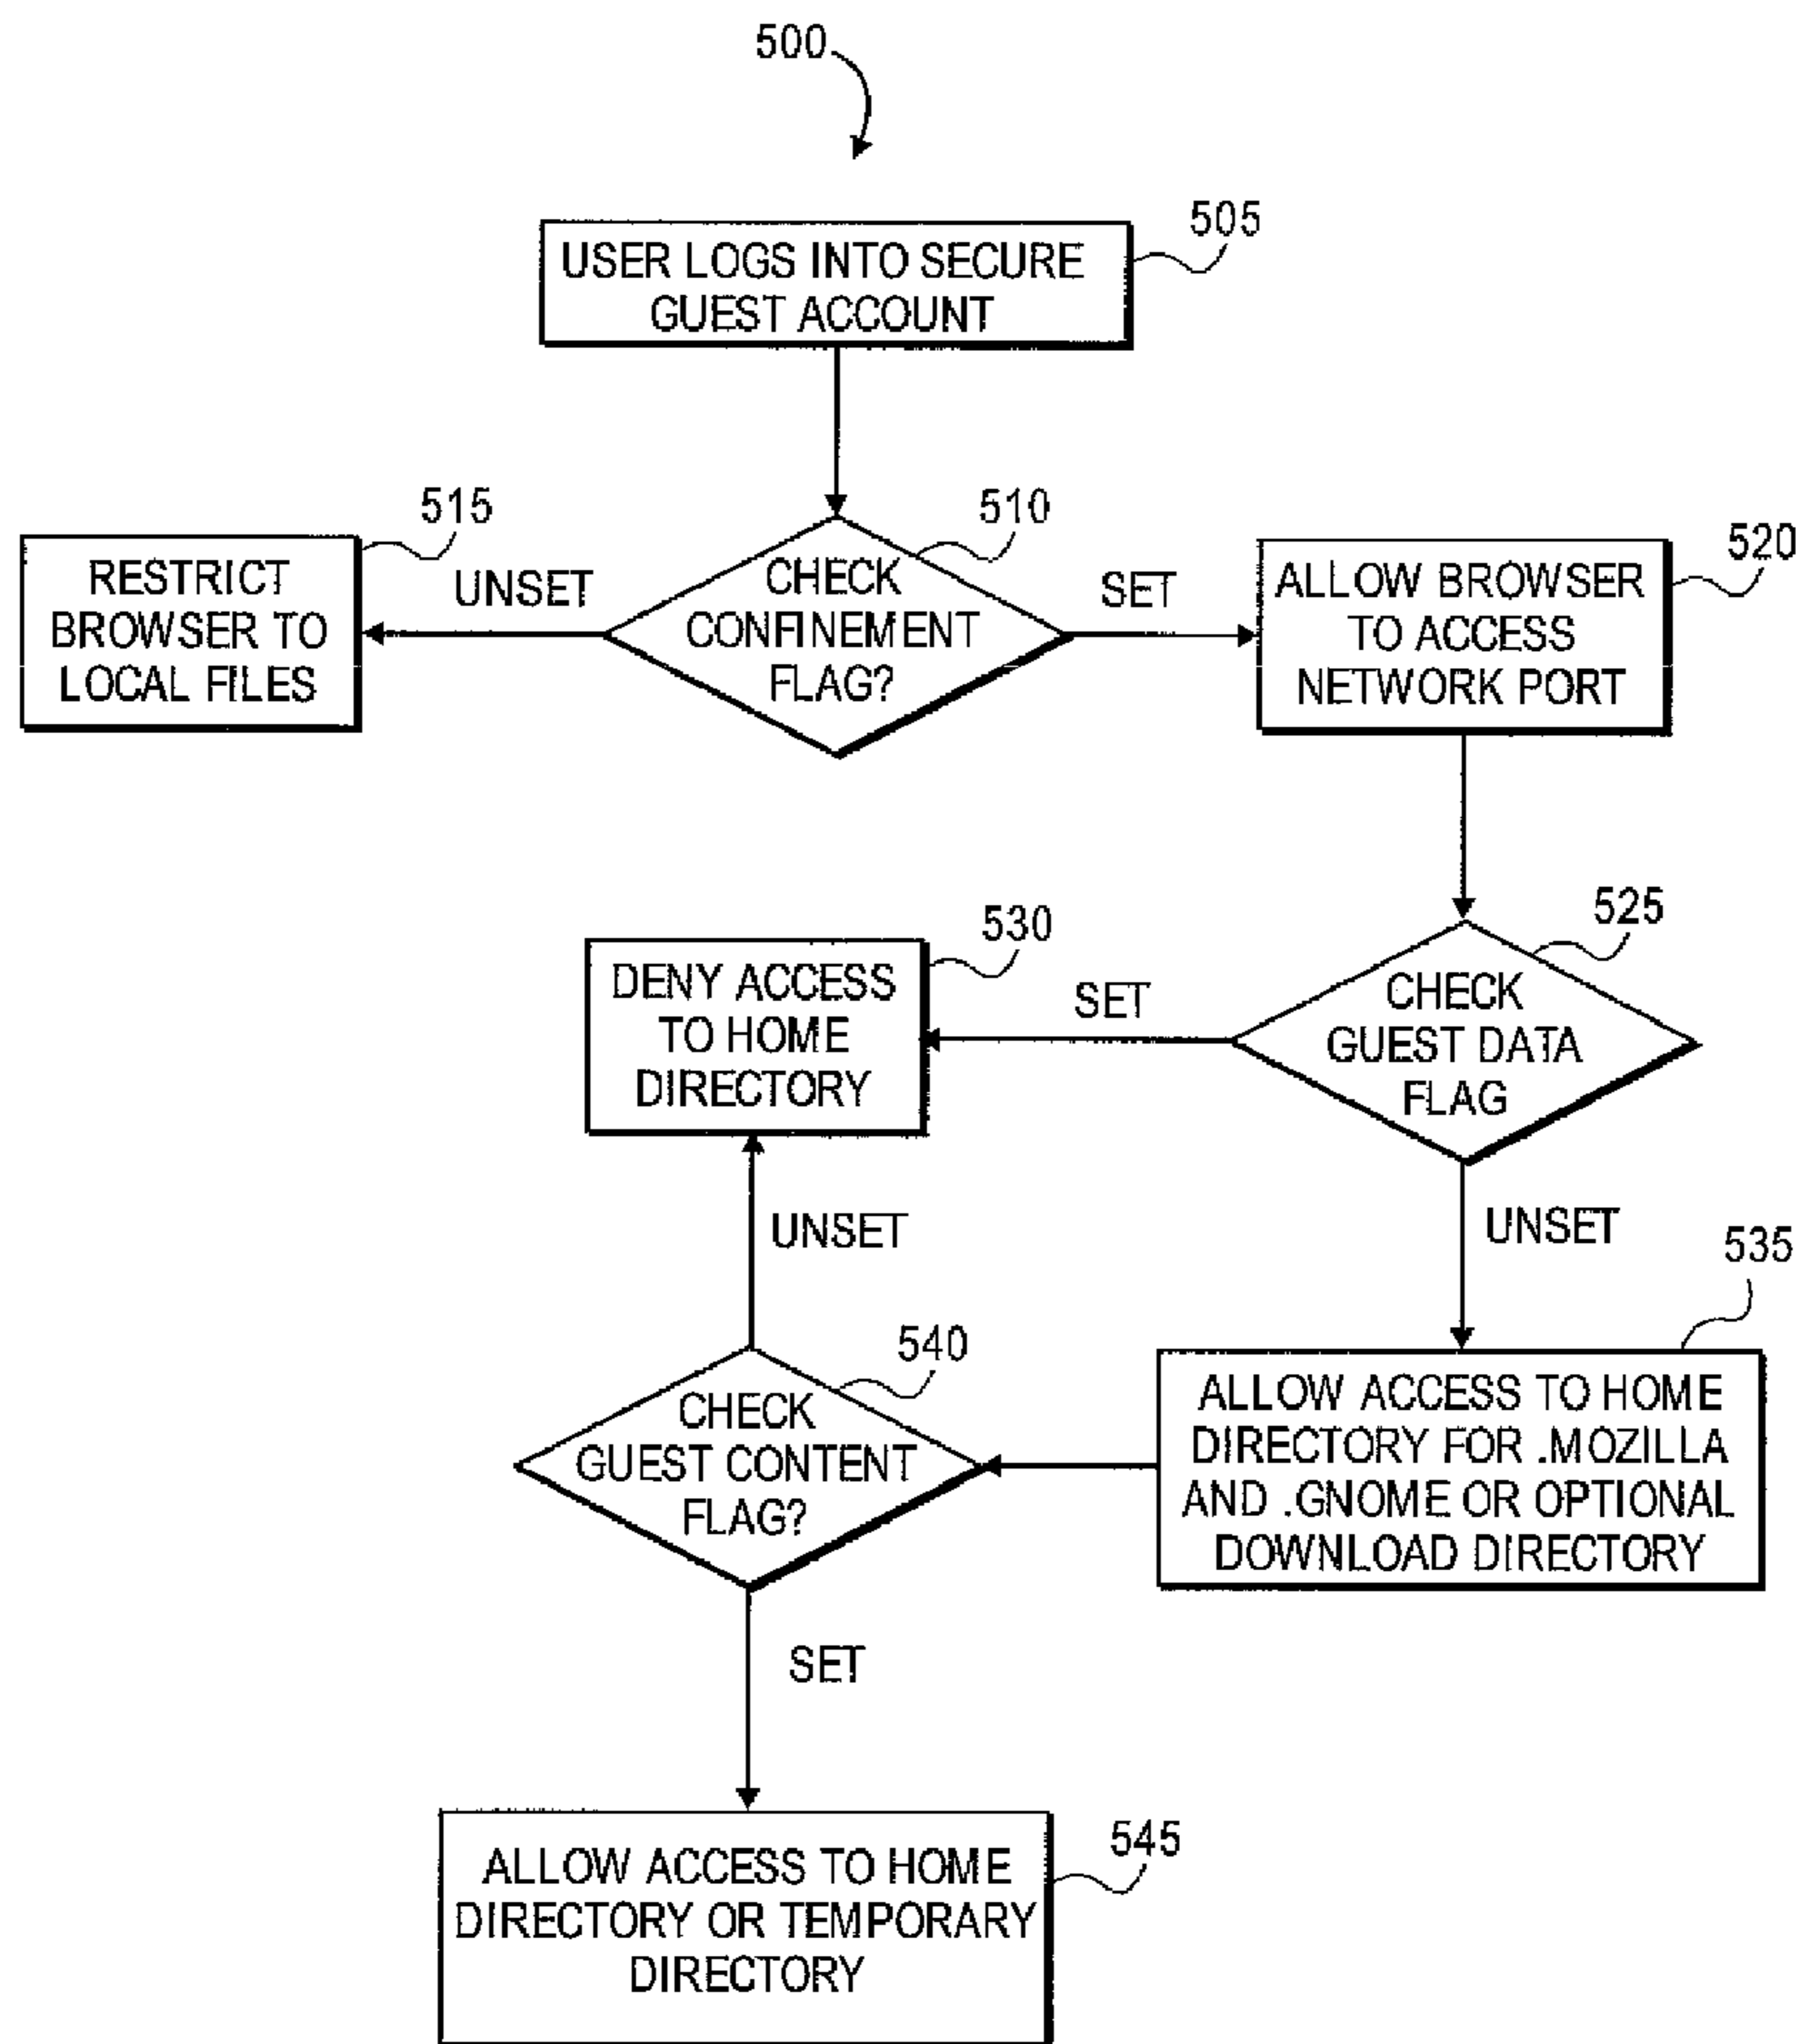 500
505
USER LOGS INTO SECURE
GUEST ACCOUNT
515
RESTRICT
BROWSER TO
LOCAL FILES
UNSET
510
CHECK
CONFINEMENT
FLAG?
SET
520
ALLOW BROWSER
TO ACCESS
NETWORK PORT
530
DENY ACCESS
TO HOME
DIRECTORY
SET
525
CHECK
GUEST DATA
FLAG
UNSET
UNSET
535
ALLOW ACCESS TO HOME
DIRECTORY FOR .MOZILLA
AND .GNOME OR OPTIONAL
DOWNLOAD DIRECTORY
540
CHECK
GUEST CONTENT
FLAG?
SET
545
ALLOW ACCESS TO HOME
DIRECTORY OR TEMPORARY
DIRECTORY